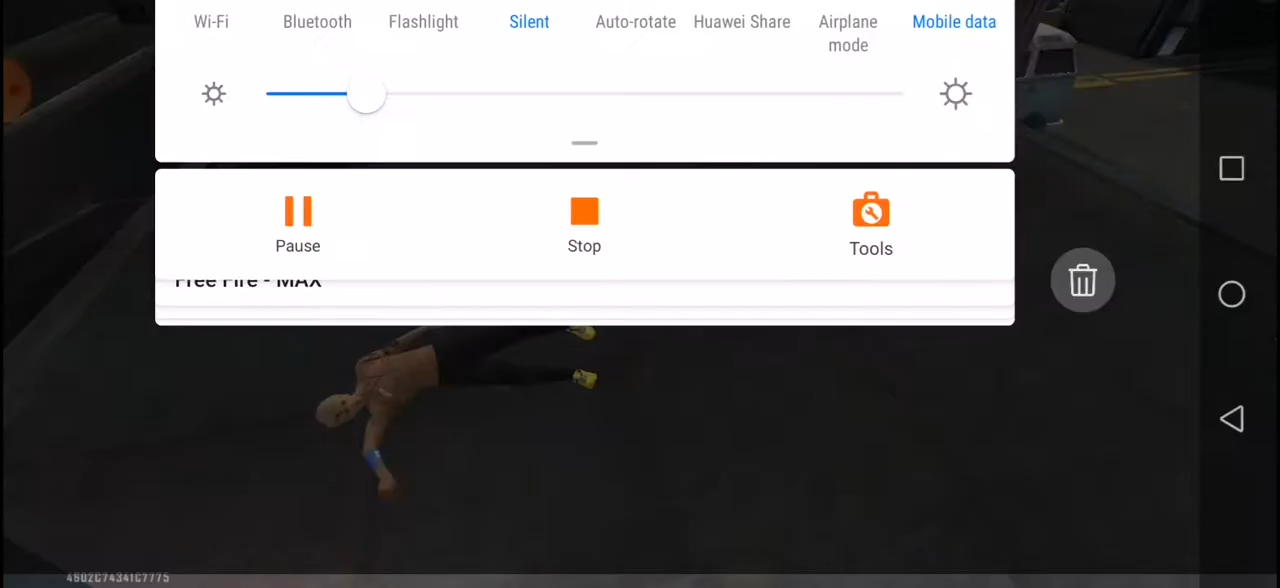 Wi-Fi
Bluetooth
Flashlight
Silent
Auto-rotate
Huawei Share
Airplane
mode
Mobile data
Pause
Stop
Tools
Free Fire - MAX
4602C74341C7775